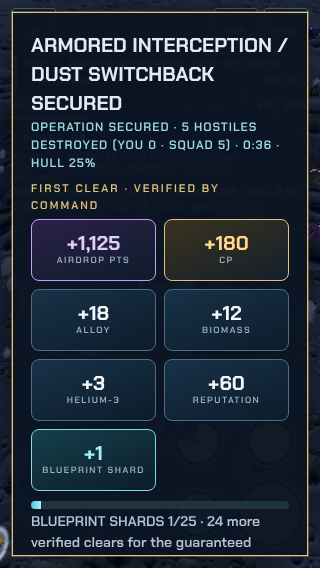 ARMORED INTERCEPTION /
DUST SWITCHBACK
SECURED
OPERATION SECURED · 5 HOSTILES
DESTROYED (YOU 0 · SQUAD 5) · 0:36 ·
HULL 25%
FIRST CLEAR · VERIFIED BY
COMMAND
+1,125
AIRDROP PTS
+180
CP
+18
ALLOY
+12
BIOMASS
+3
HELIUM-3
+60
REPUTATION
+1
BLUEPRINT SHARD
BLUEPRINT SHARDS 1/25 · 24 more
verified clears for the guaranteed